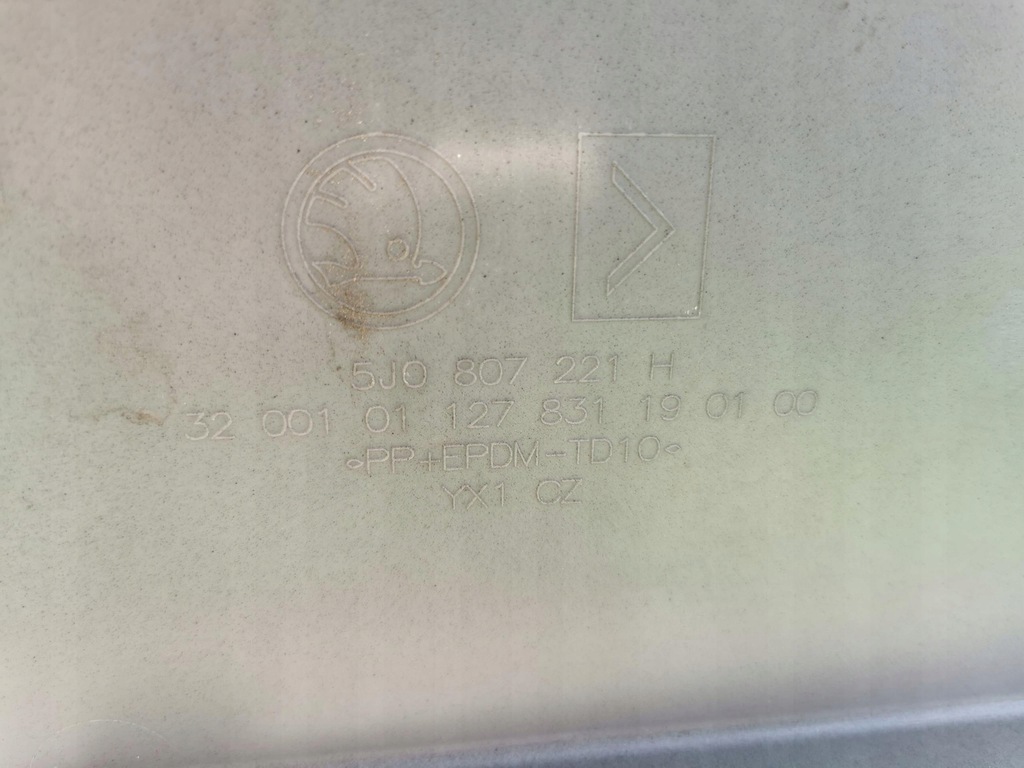 5J0 807 221 H
32 001 01 127 831 19 01 00
>PP+EPDM-TD10<
YX1 CZ